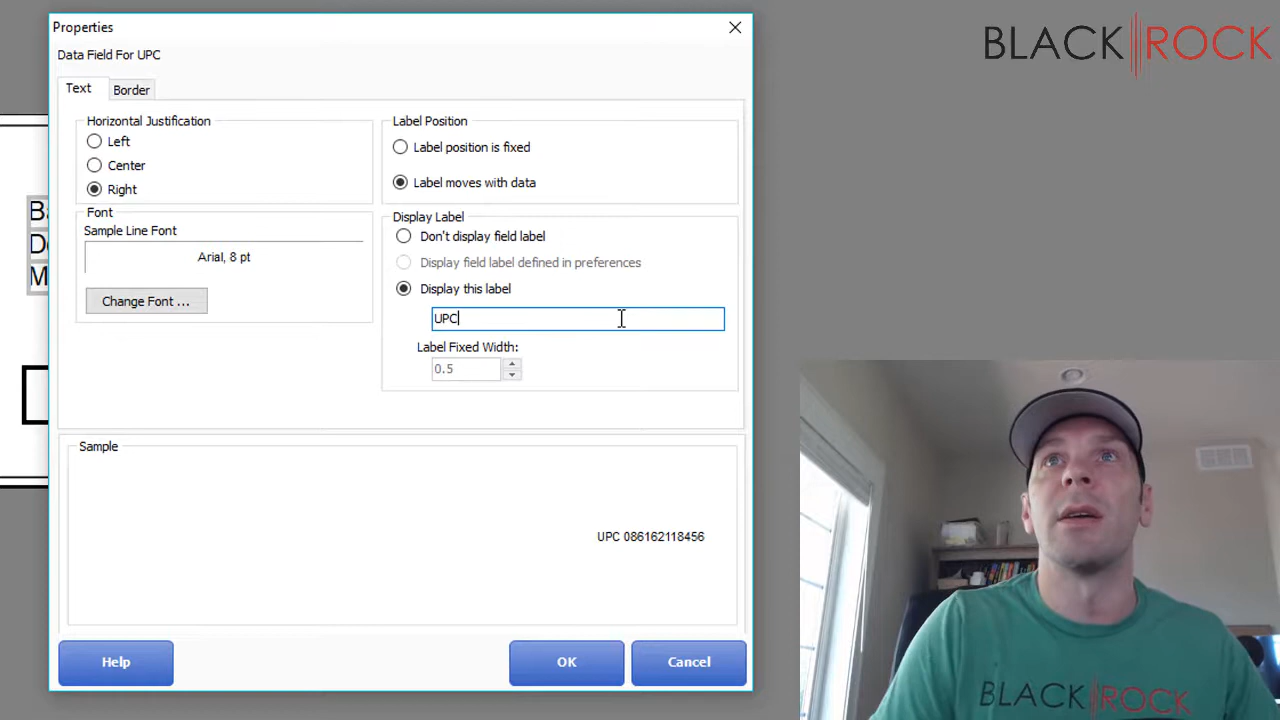 Properties
BLACK ROCK
Data Field For UPC
Text
Border
Horizontal Justification
Left
Center
Right
Label Position
Label position is fixed
Label moves with data
Font
Sample Line Font
Arial, 8 pt
Change Font ...
Display Label
Don't display field label
Display field label defined in preferences
Display this label
UPC
Label Fixed Width:
0.5
Sample
UPC 086162118456
Help
OK
Cancel
BLACK ROCK